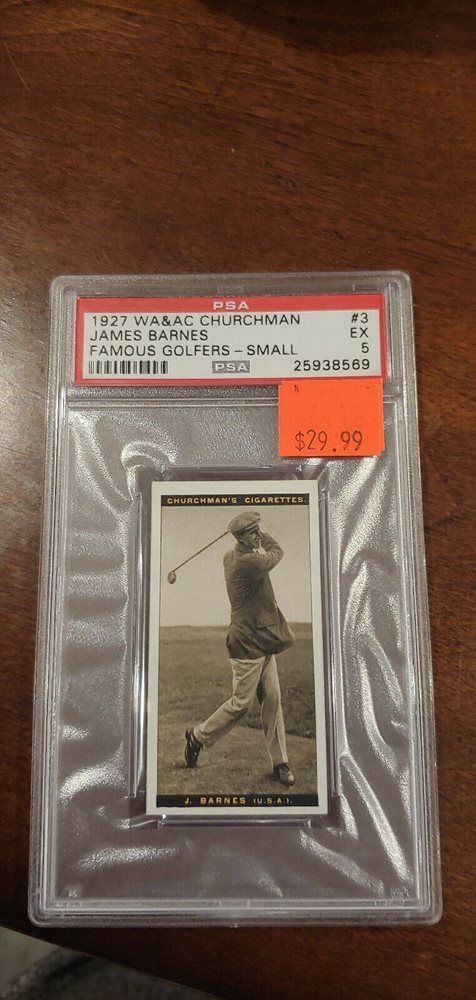 PSA
1927 WA&AC CHURCHMAN #3
JAMES BARNES EX
FAMOUS GOLFERS – SMALL 5
PSA 25938569
$29.99
CHURCHMAN'S CIGARETTES.
J. BARNES (U.S.A.).